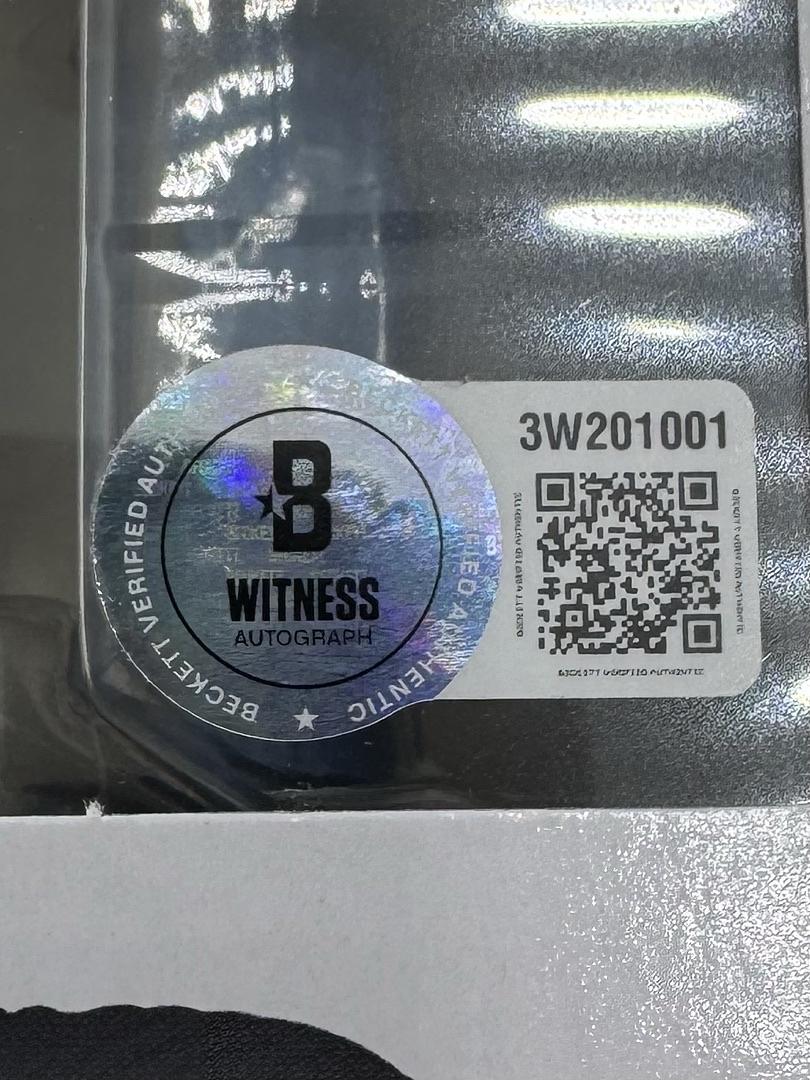 3W201001
B
WITNESS
AUTOGRAPH
BECKETT VERIFIED AUTHENTIC